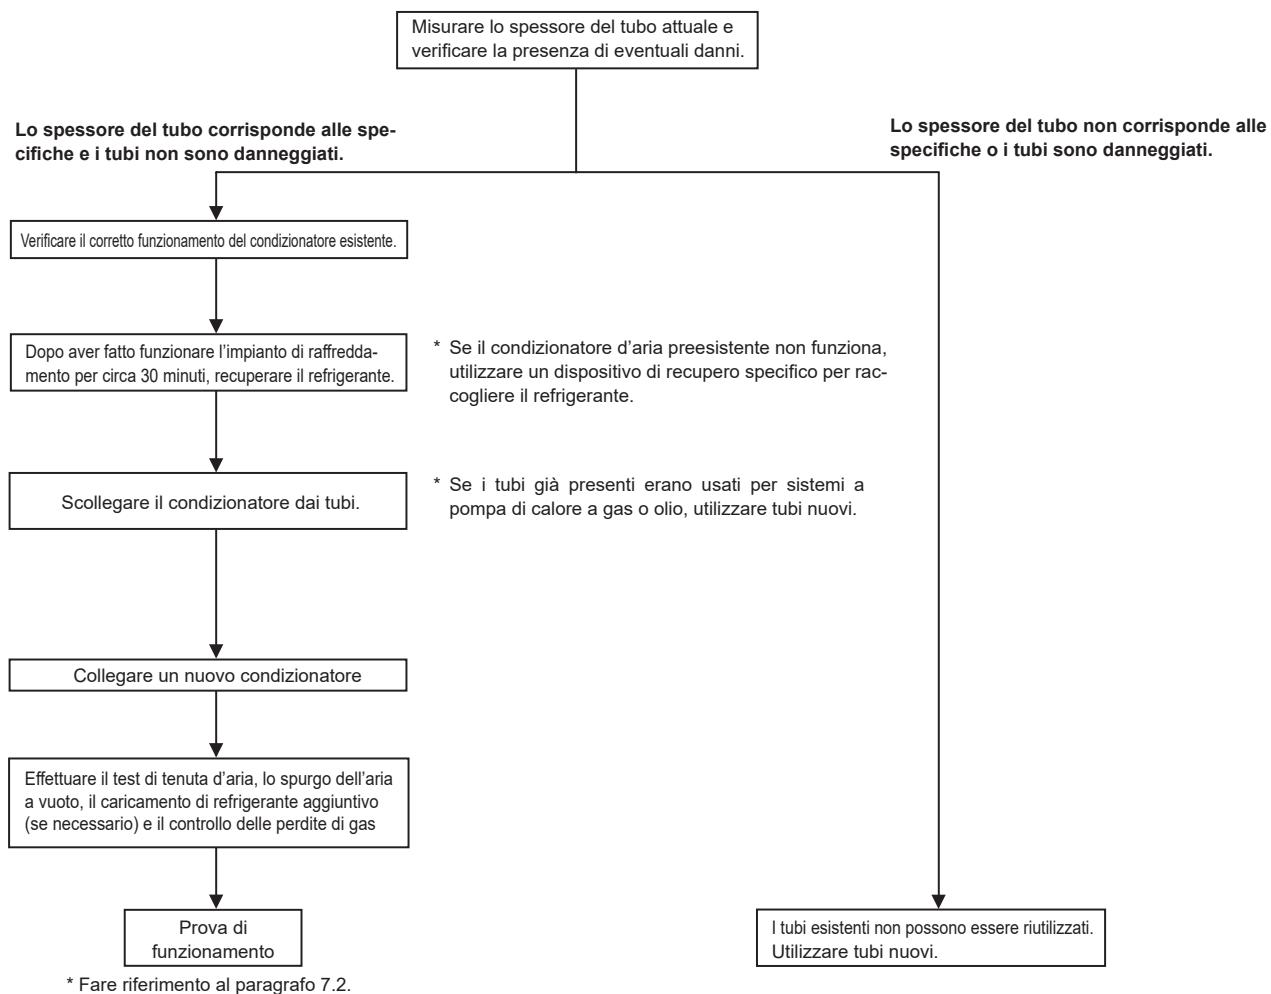 Misurare lo spessore del tubo attuale e
verificare la presenza di eventuali danni.
Lo spessore del tubo corrisponde alle spe-
cifiche e i tubi non sono danneggiati.
Lo spessore del tubo non corrisponde alle
specifiche o i tubi sono danneggiati.
Verificare il corretto funzionamento del condizionatore esistente.
Dopo aver fatto funzionare l’impianto di raffredda-
mento per circa 30 minuti, recuperare il refrigerante.
* Se il condizionatore d’aria preesistente non funziona,
utilizzare un dispositivo di recupero specifico per rac-
cogliere il refrigerante.
Scollegare il condizionatore dai tubi.
* Se i tubi già presenti erano usati per sistemi a
pompa di calore a gas o olio, utilizzare tubi nuovi.
Collegare un nuovo condizionatore
Effettuare il test di tenuta d’aria, lo spurgo dell’aria
a vuoto, il caricamento di refrigerante aggiuntivo
(se necessario) e il controllo delle perdite di gas
Prova di
funzionamento
* Fare riferimento al paragrafo 7.2.
I tubi esistenti non possono essere riutilizzati.
Utilizzare tubi nuovi.